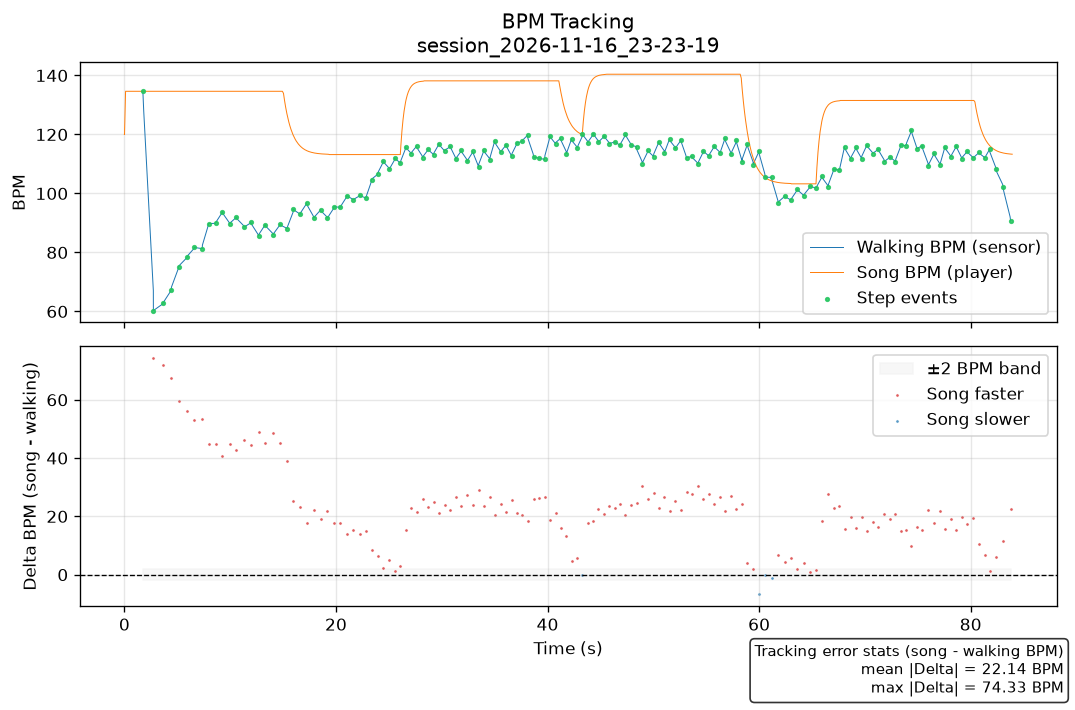 BPM Tracking
session_2026-11-16_23-23-19
140
120
100
80
60
BPM
Walking BPM (sensor)
Song BPM (player)
Step events
60
40
20
0
Delta BPM (song - walking)
±2 BPM band
Song faster
Song slower
0
20
40
60
80
Time (s)
Tracking error stats (song - walking BPM)
mean |Delta| = 22.14 BPM
max |Delta| = 74.33 BPM